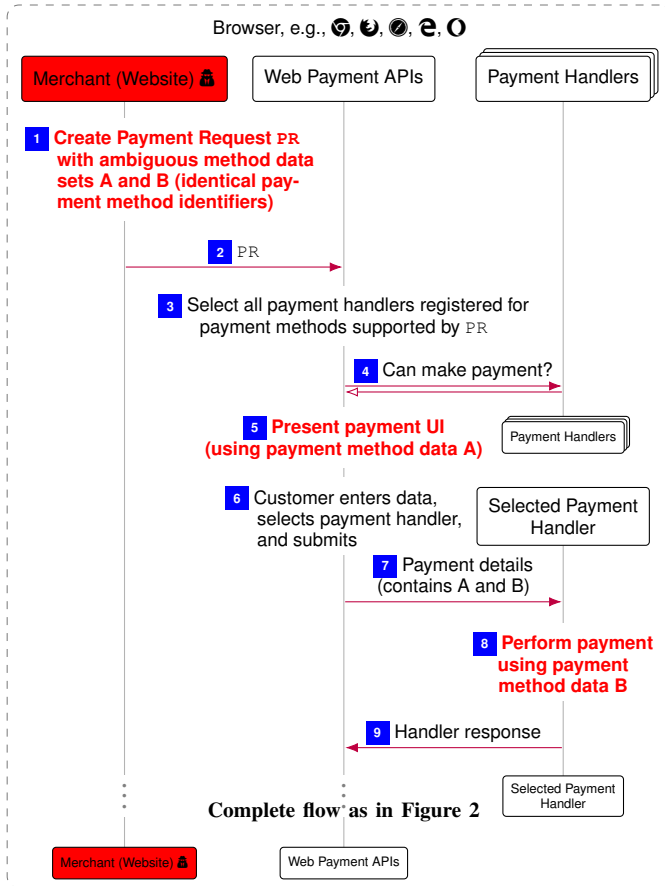 Browser, e.g., , , , ,
Merchant (Website)
Web Payment APIs
Payment Handlers
1 Create Payment Request PR
with ambiguous method data
sets A and B (identical pay-
ment method identifiers)
2 PR
3 Select all payment handlers registered for
payment methods supported by PR
4 Can make payment?
5 Present payment UI
(using payment method data A)
Payment Handlers
6 Customer enters data,
selects payment handler,
and submits
Selected Payment
Handler
7 Payment details
(contains A and B)
8 Perform payment
using payment
method data B
9 Handler response
Selected Payment
Handler
Complete flow as in Figure 2
Merchant (Website)
Web Payment APIs